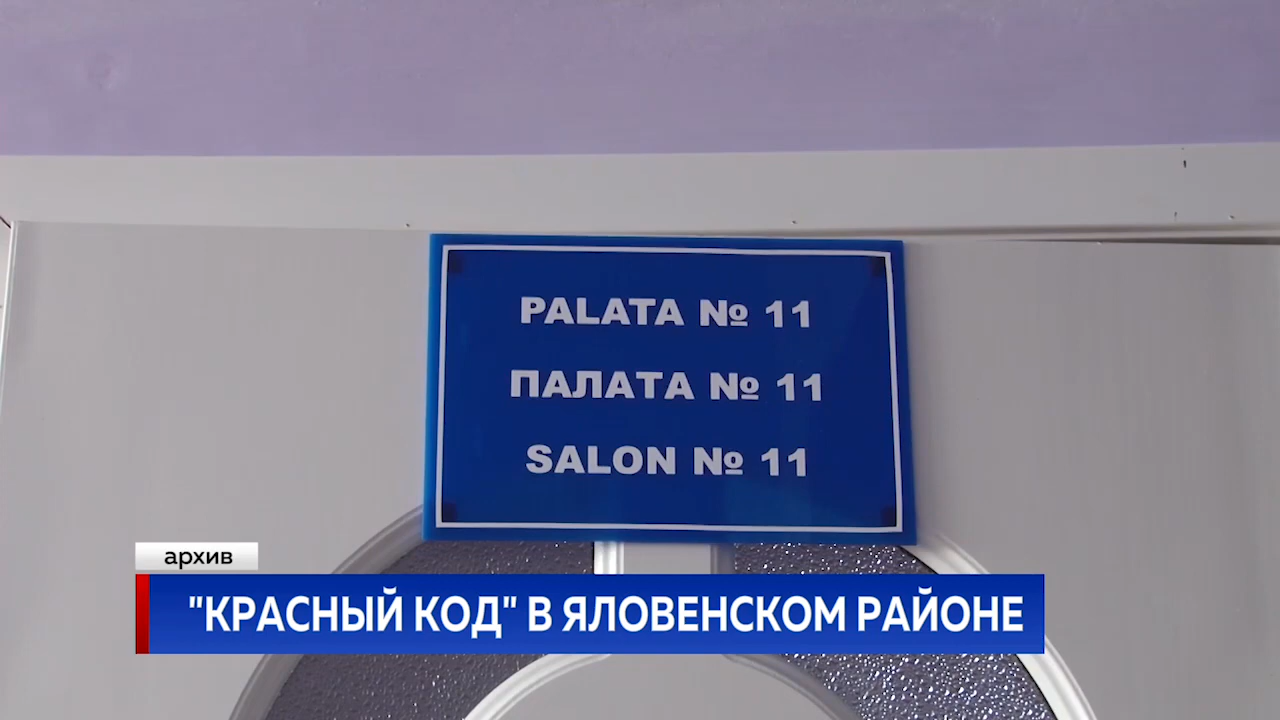 PALATA № 11
ПАЛАТА № 11
SALON № 11
архив
"КРАСНЫЙ КОД" В ЯЛОВЕНСКОМ РАЙОНЕ